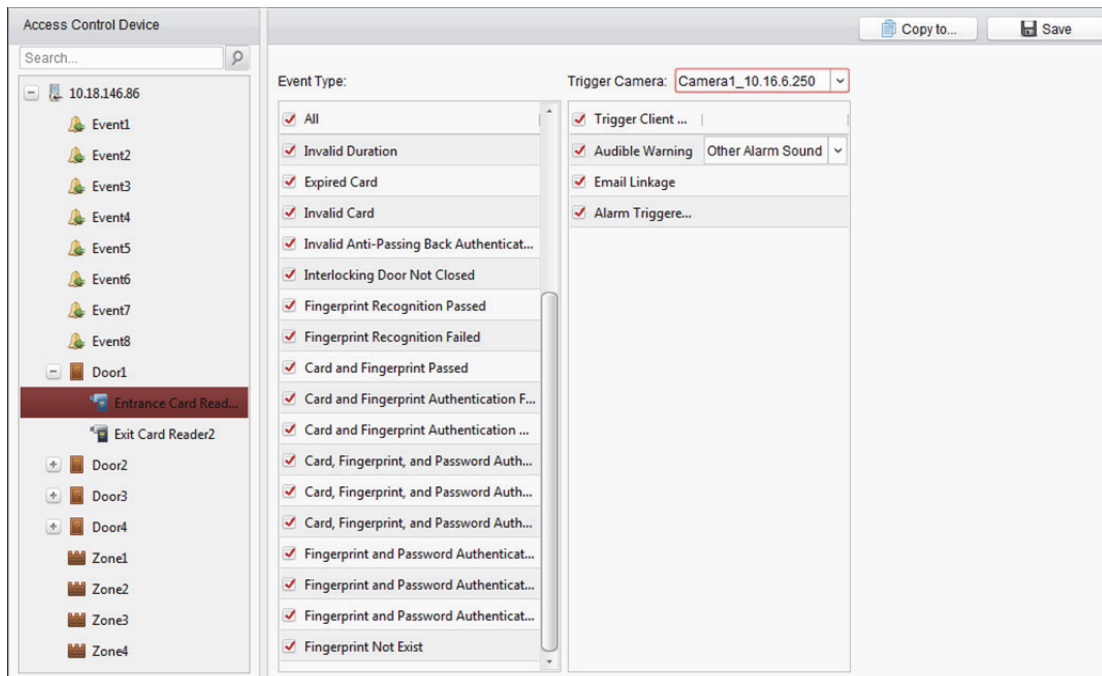 Access Control Device
Copy to...
Save
Search...
10.18.146.86
Event1
Event2
Event3
Event4
Event5
Event6
Event7
Event8
Door1
Entrance Card Read...
Exit Card Reader2
Door2
Door3
Door4
Zone1
Zone2
Zone3
Zone4
Event Type:
All
Invalid Duration
Expired Card
Invalid Card
Invalid Anti-Passing Back Authenticat...
Interlocking Door Not Closed
Fingerprint Recognition Passed
Fingerprint Recognition Failed
Card and Fingerprint Passed
Card and Fingerprint Authentication F...
Card and Fingerprint Authentication ...
Card, Fingerprint, and Password Auth...
Card, Fingerprint, and Password Auth...
Card, Fingerprint, and Password Auth...
Fingerprint and Password Authenticat...
Fingerprint and Password Authenticat...
Fingerprint and Password Authenticat...
Fingerprint Not Exist
Trigger Camera: Camera1_10.16.6.250
Trigger Client ...
Audible Warning Other Alarm Sound
Email Linkage
Alarm Triggere...